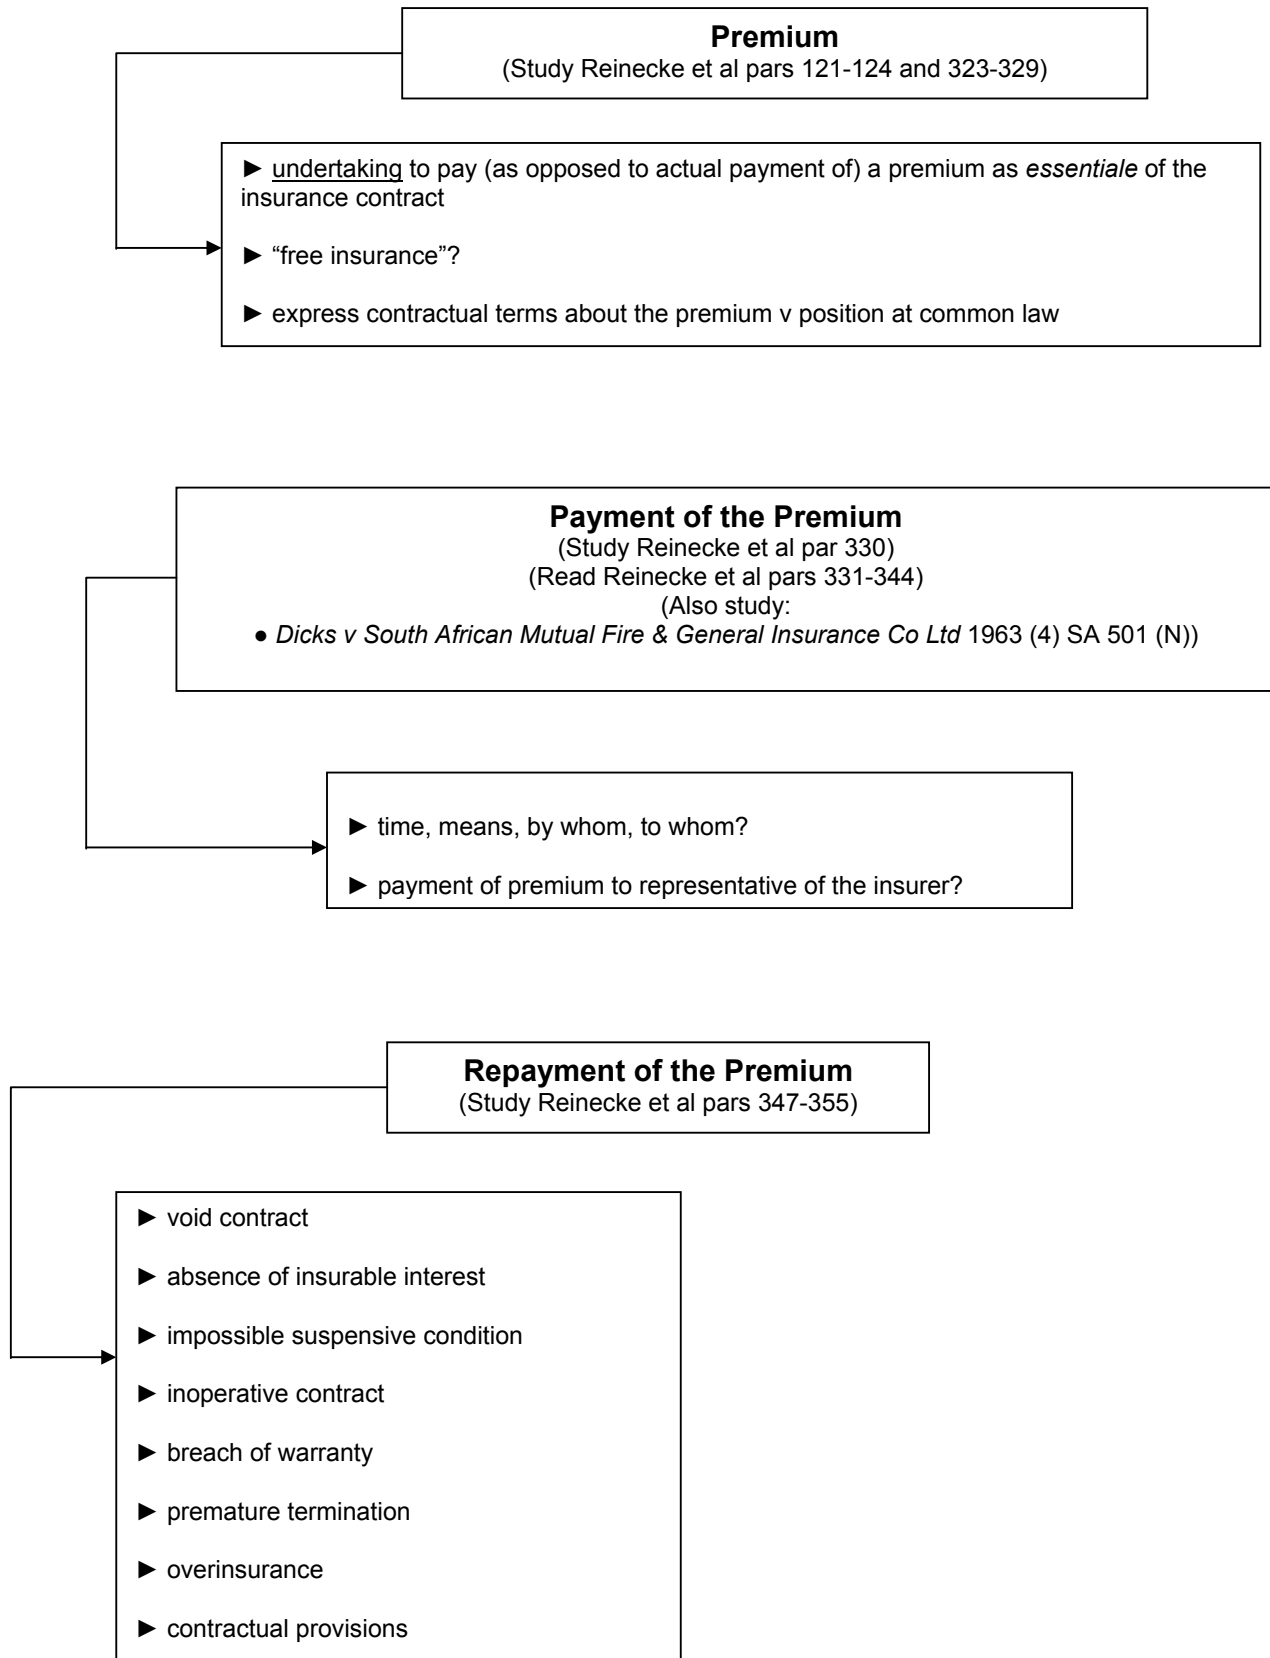 Premium
(Study Reinecke et al pars 121-124 and 323-329)
► undertaking to pay (as opposed to actual payment of) a premium as essentiale of the
insurance contract
► “free insurance”?
► express contractual terms about the premium v position at common law
Payment of the Premium
(Study Reinecke et al par 330)
(Read Reinecke et al pars 331-344)
(Also study:
● Dicks v South African Mutual Fire & General Insurance Co Ltd 1963 (4) SA 501 (N))
► time, means, by whom, to whom?
► payment of premium to representative of the insurer?
Repayment of the Premium
(Study Reinecke et al pars 347-355)
► void contract
► absence of insurable interest
► impossible suspensive condition
► inoperative contract
► breach of warranty
► premature termination
► overinsurance
► contractual provisions